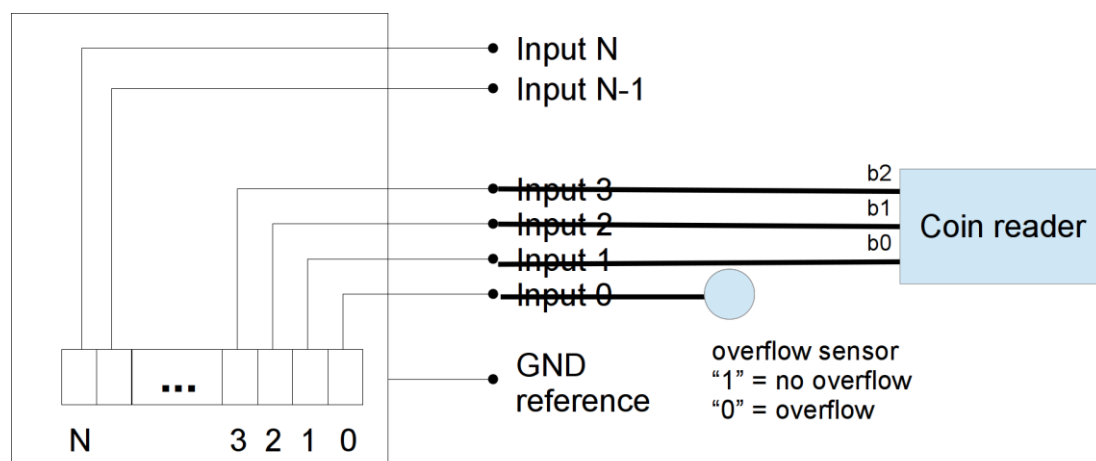 Input N
Input N-1
Input 3
b2
Input 2
b1
Coin reader
Input 1
b0
Input 0
overflow sensor
“1” = no overflow
“0” = overflow
GND
reference
...
N 3 2 1 0